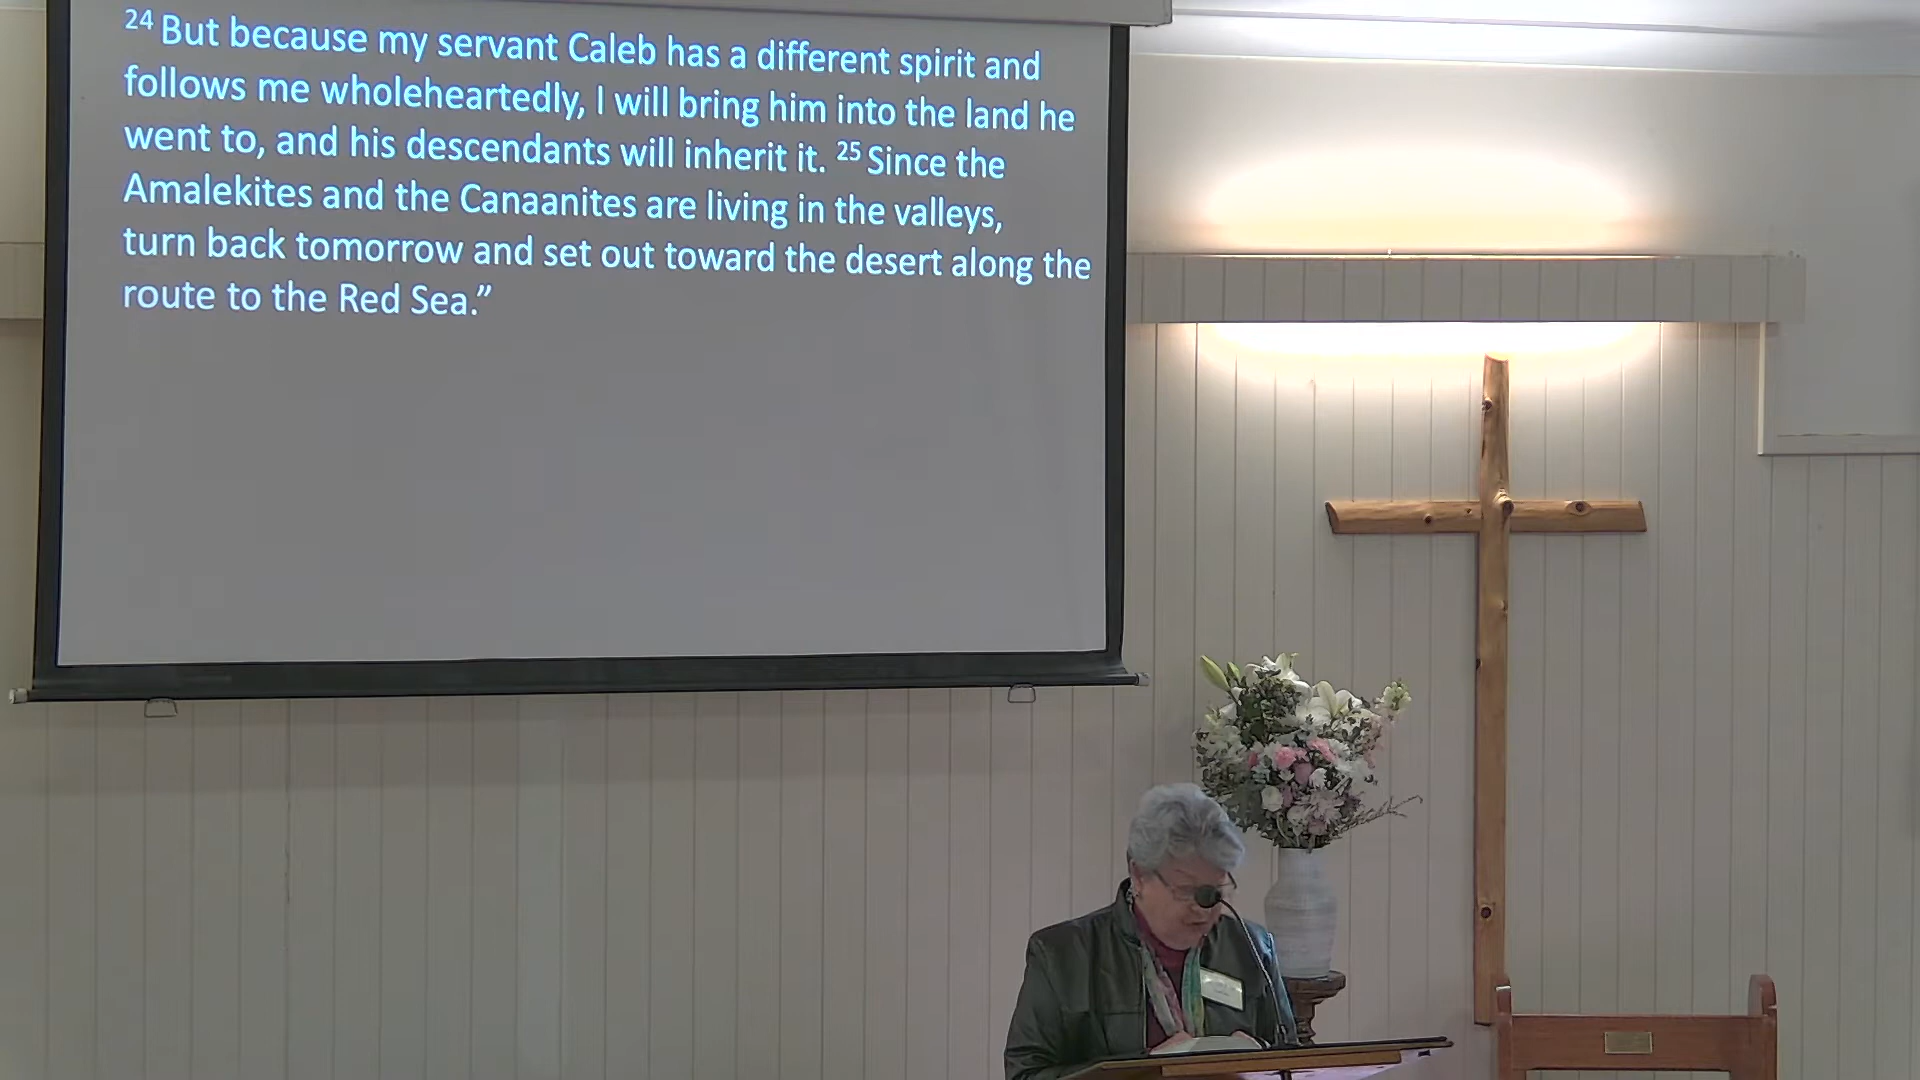 24 But because my servant Caleb has a different spirit and
follows me wholeheartedly, I will bring him into the land he
went to, and his descendants will inherit it. 25 Since the
Amalekites and the Canaanites are living in the valleys,
turn back tomorrow and set out toward the desert along the
route to the Red Sea.”